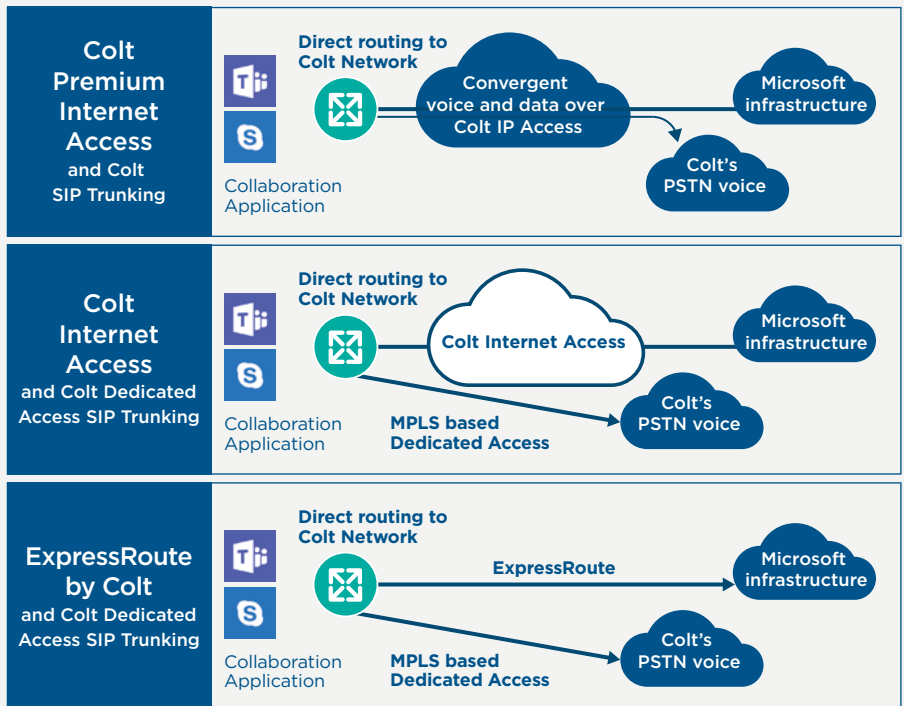 Colt
Premium
Internet
Access
and Colt
SIP Trunking
Direct routing to
Colt Network
T
S
Collaboration
Application
Convergent
voice and data over
Colt IP Access
Microsoft
infrastructure
Colt's
PSTN voice
Colt
Internet
Access
and Colt Dedicated
Access SIP Trunking
Direct routing to
Colt Network
T
S
Collaboration
Application
Colt Internet Access
MPLS based
Dedicated Access
Microsoft
infrastructure
Colt's
PSTN voice
ExpressRoute
by Colt
and Colt Dedicated
Access SIP Trunking
Direct routing to
Colt Network
T
S
Collaboration
Application
ExpressRoute
MPLS based
Dedicated Access
Microsoft
infrastructure
Colt's
PSTN voice